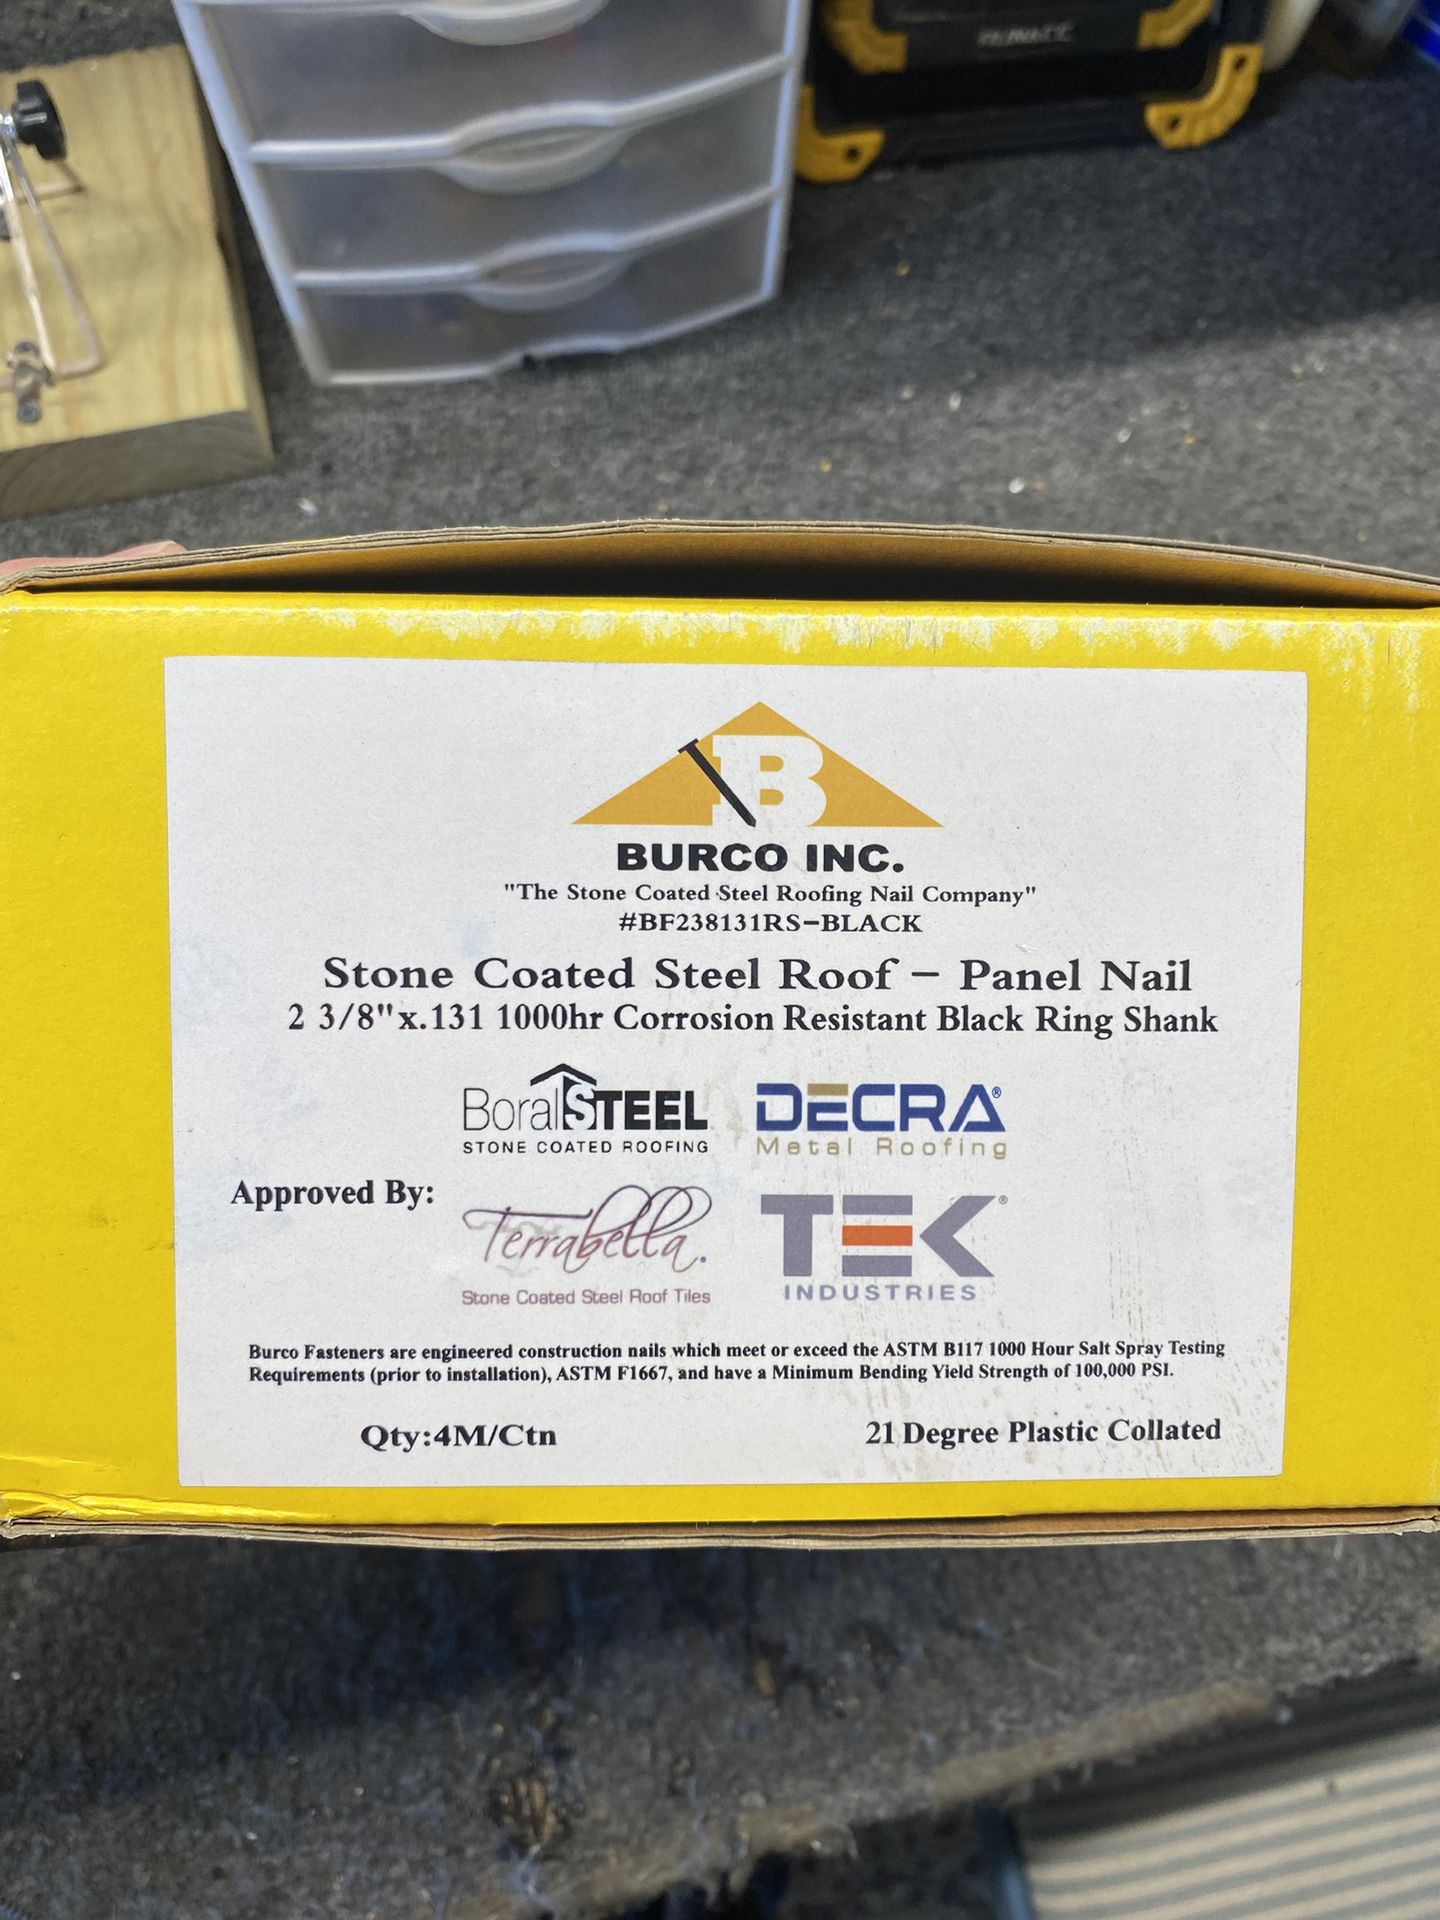 B
BURCO INC.
"The Stone Coated Steel Roofing Nail Company"
#BF238131RS-BLACK
Stone Coated Steel Roof - Panel Nail
2 3/8"x.131 1000hr Corrosion Resistant Black Ring Shank
BoralSTEEL
STONE COATED ROOFING
DECRA®
Metal Roofing
Approved By:
Terrabella.
Stone Coated Steel Roof Tiles
TEK®
INDUSTRIES
Burco Fasteners are engineered construction nails which meet or exceed the ASTM B117 1000 Hour Salt Spray Testing
Requirements (prior to installation), ASTM F1667, and have a Minimum Bending Yield Strength of 100,000 PSI.
Qty:4M/Ctn
21 Degree Plastic Collated